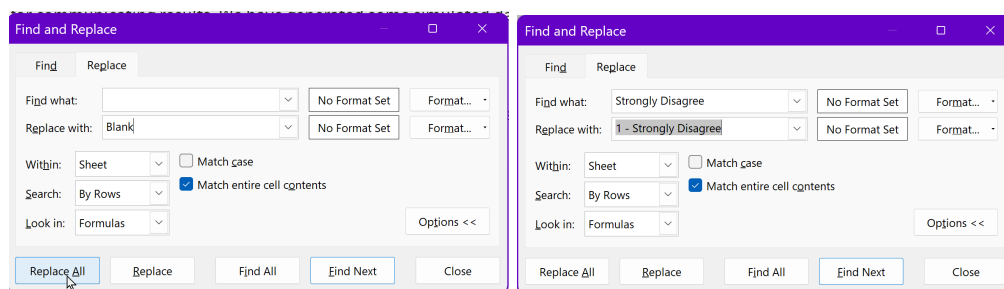 Find and Replace
Find Replace
Find what: No Format Set Format...
Replace with: Blank No Format Set Format...
Within: Sheet Match case
Search: By Rows Match entire cell contents
Look in: Formulas Options <<
Replace All Replace Find All Find Next Close
Find and Replace
Find Replace
Find what: Strongly Disagree No Format Set Format...
Replace with: 1 - Strongly Disagree No Format Set Format...
Within: Sheet Match case
Search: By Rows Match entire cell contents
Look in: Formulas Options <<
Replace All Replace Find All Find Next Close